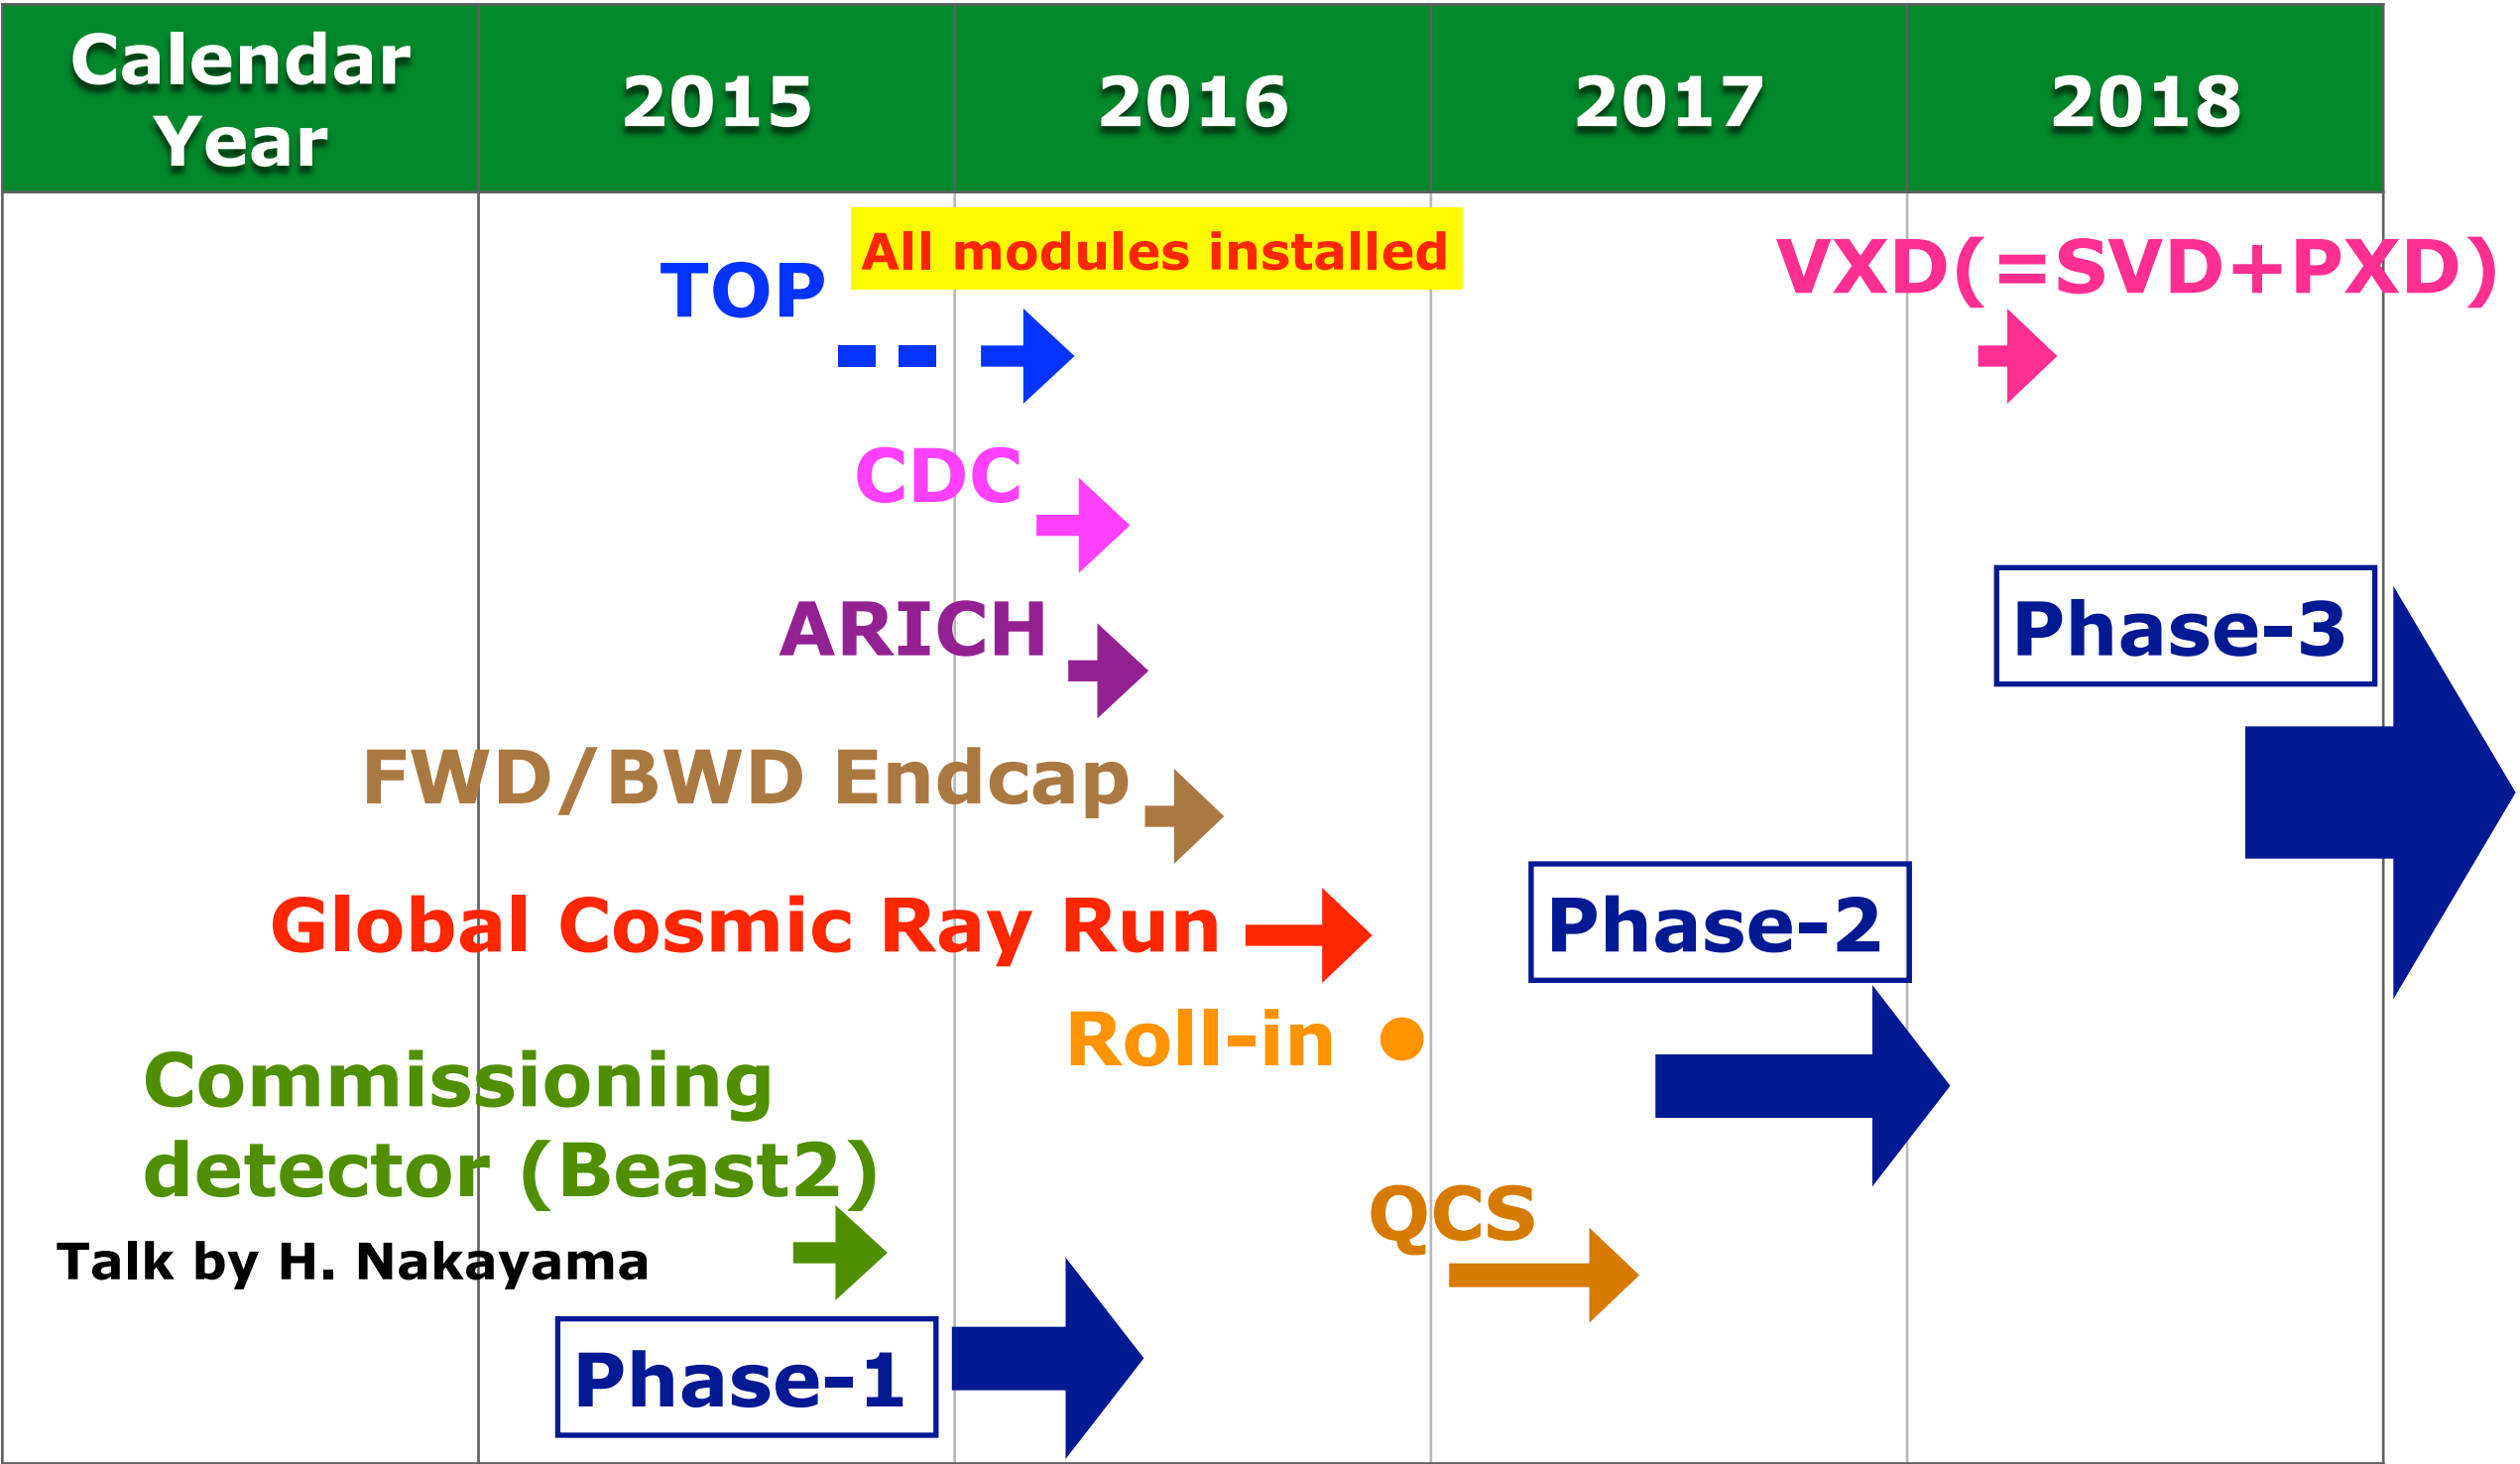 Calendar
Year
2015
2016
2017
2018
All modules installed
TOP
VXD(=SVD+PXD)
CDC
ARICH
Phase-3
FWD/BWD Endcap
Global Cosmic Ray Run
Phase-2
Roll-in
Commissioning
detector (Beast2)
QCS
Talk by H. Nakayama
Phase-1